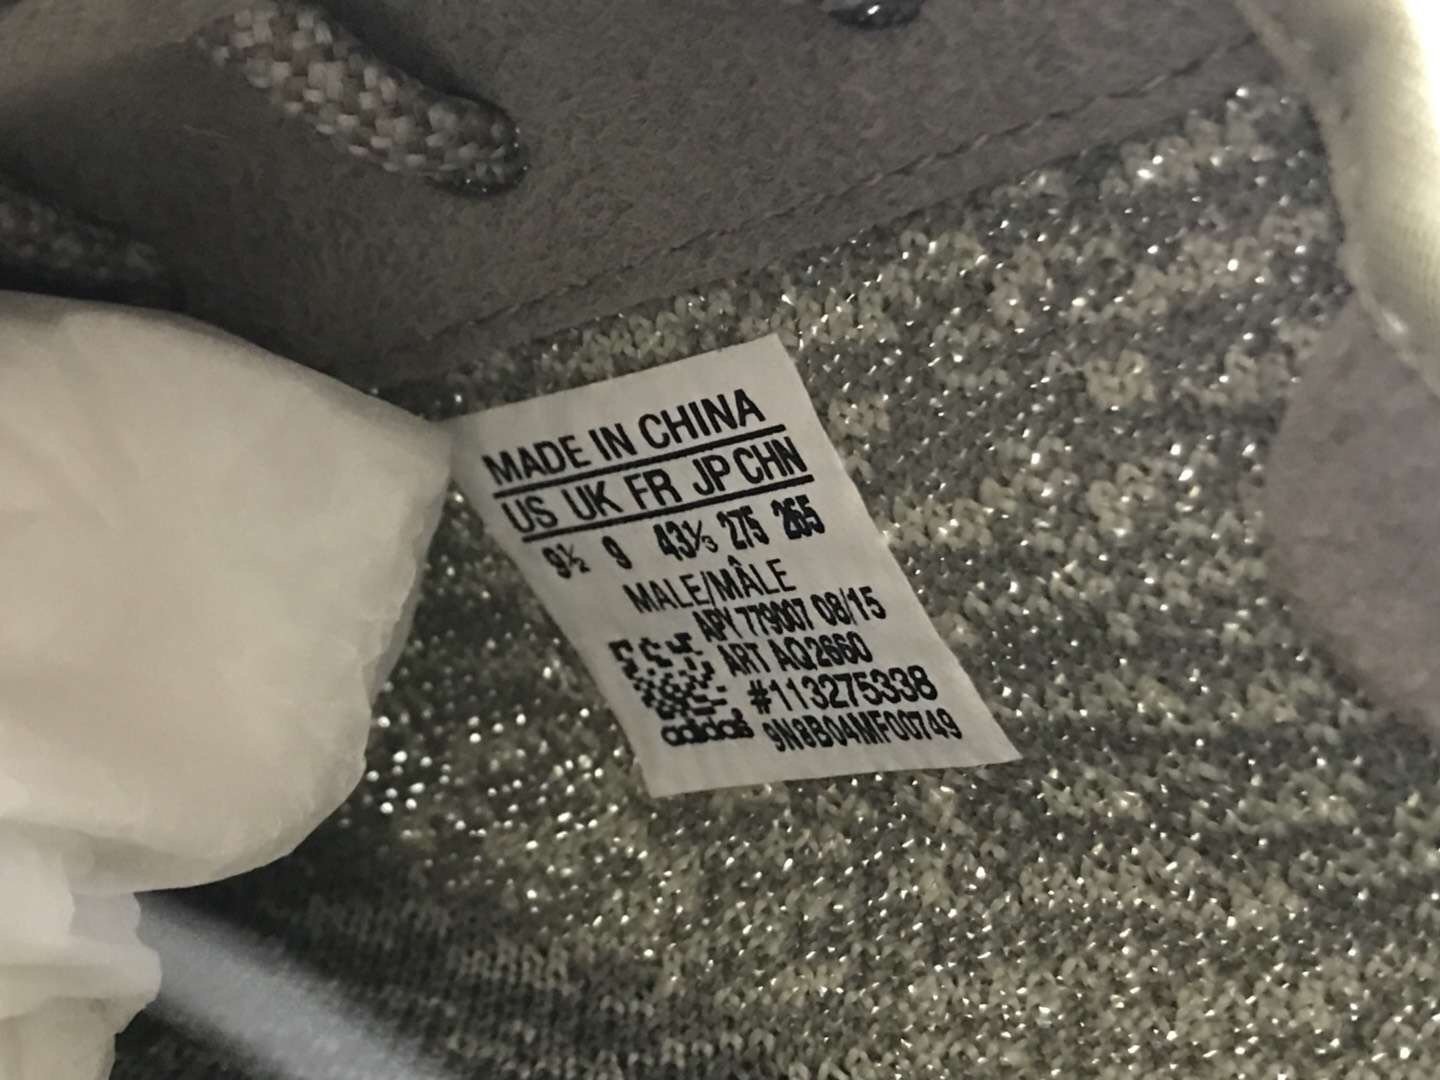 MADE IN CHINA
US UK FR JP CHN
9½ 9 43⅓ 275 265
MALE/MÂLE
APY 779007 08/15
ART AQ2660
#113275338
adidas 9N8B04MF00749